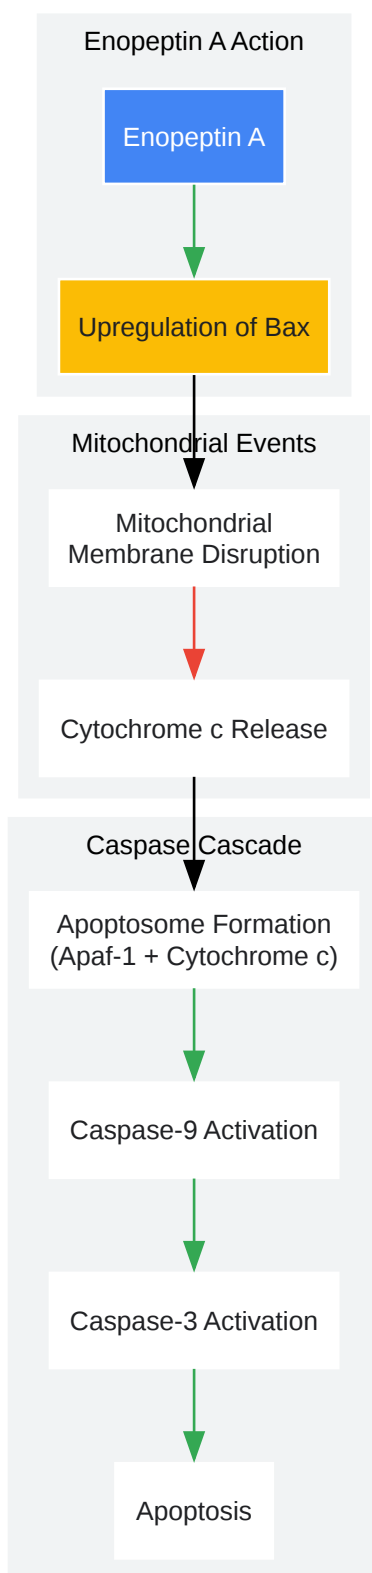 Enopeptin A Action
Enopeptin A
Upregulation of Bax
Mitochondrial Events
Mitochondrial
Membrane Disruption
Cytochrome c Release
Caspase Cascade
Apoptosome Formation
(Apaf-1 + Cytochrome c)
Caspase-9 Activation
Caspase-3 Activation
Apoptosis